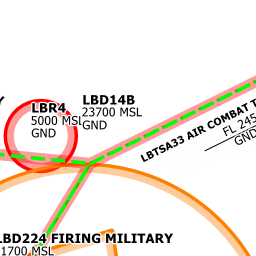 LBR4
5000 MSL
GND
LBD14B
23700 MSL
GND
LBTSA33 AIR COMBAT
FL 245
GND
LBD224 FIRING MILITARY
1700 MSL